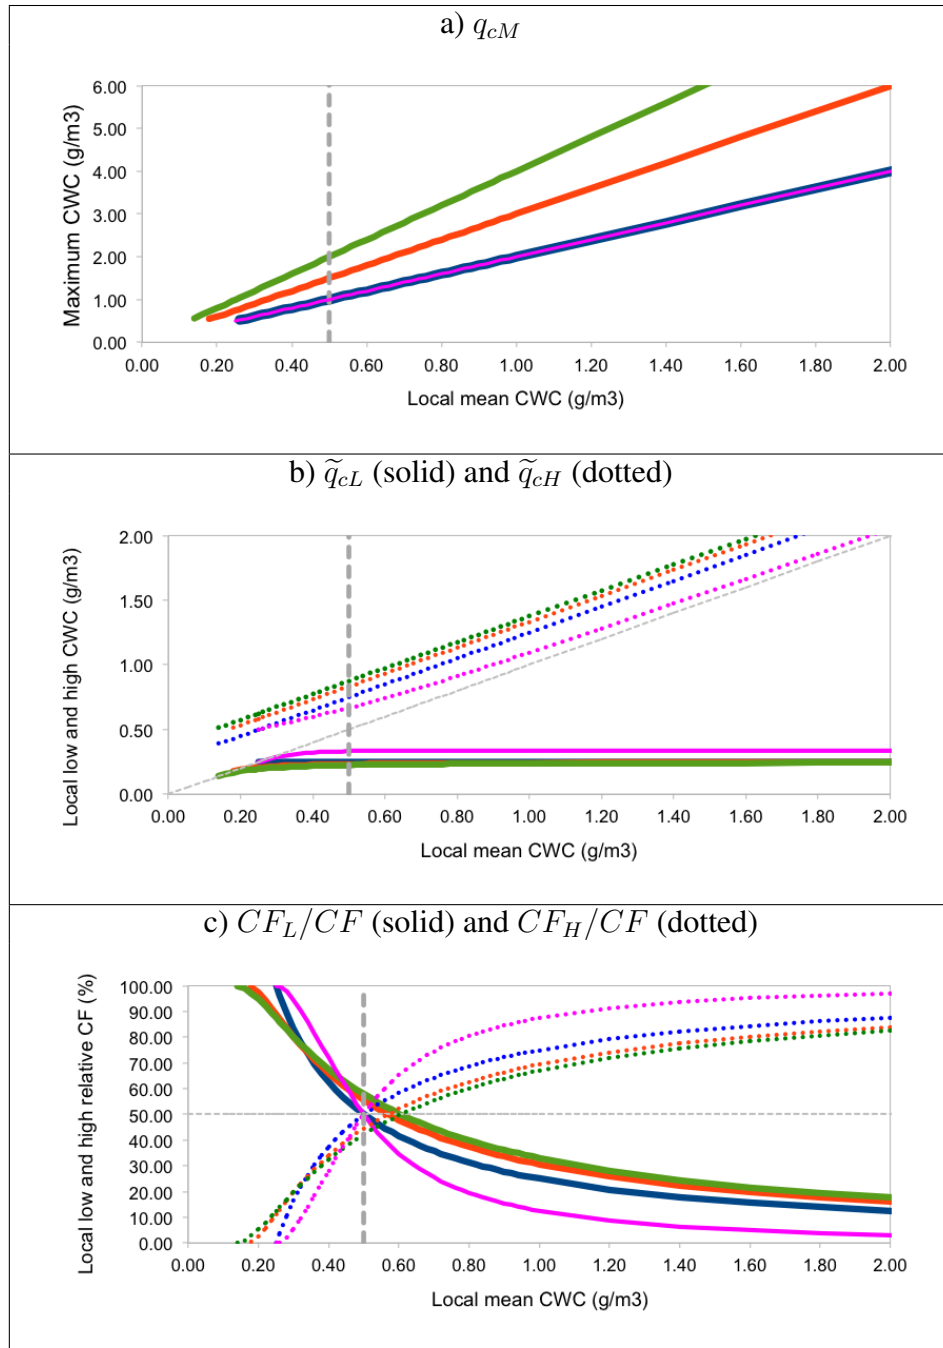 a) q_{cM}
6.00
5.00
4.00
3.00
2.00
1.00
0.00
Maximum CWC (g/m3)
0.00 0.20 0.40 0.60 0.80 1.00 1.20 1.40 1.60 1.80 2.00
Local mean CWC (g/m3)
b) q̃_{cL} (solid) and q̃_{cH} (dotted)
2.00
1.50
1.00
0.50
0.00
Local low and high CWC (g/m3)
0.00 0.20 0.40 0.60 0.80 1.00 1.20 1.40 1.60 1.80 2.00
Local mean CWC (g/m3)
c) CF_L/CF (solid) and CF_H/CF (dotted)
100.00
90.00
80.00
70.00
60.00
50.00
40.00
30.00
20.00
10.00
0.00
Local low and high relative CF (%)
0.00 0.20 0.40 0.60 0.80 1.00 1.20 1.40 1.60 1.80 2.00
Local mean CWC (g/m3)